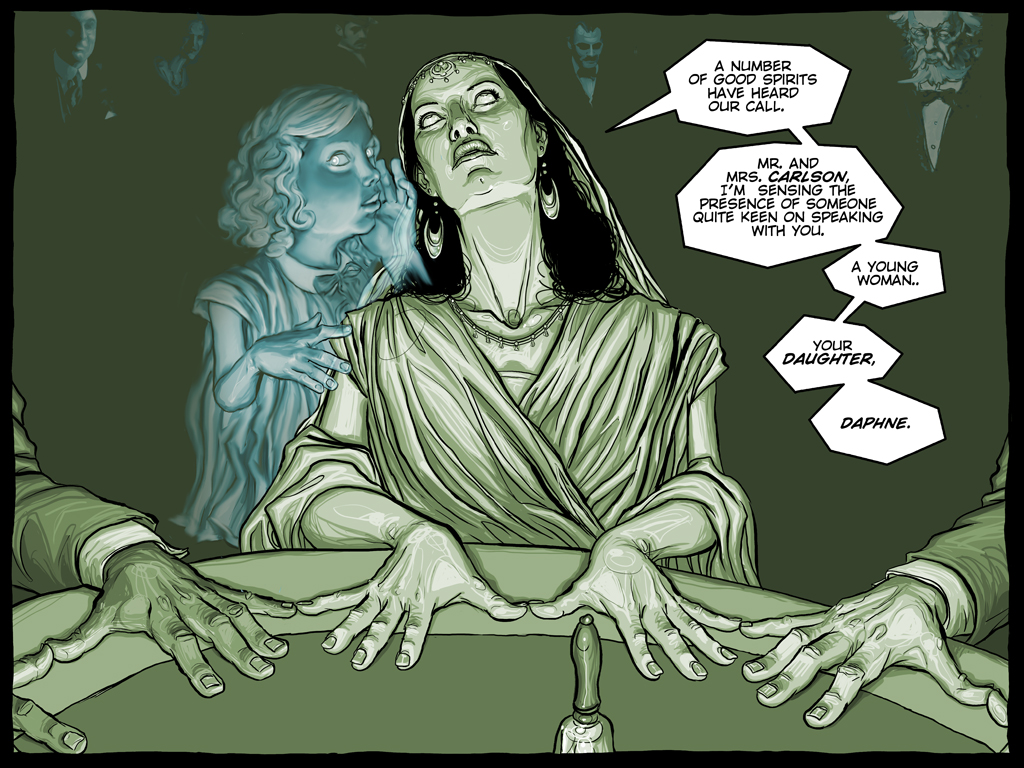 A NUMBER
OF GOOD SPIRITS
HAVE HEARD
OUR CALL.
MR. AND
MRS. CARLSON,
I'M SENSING THE
PRESENCE OF SOMEONE
QUITE KEEN ON SPEAKING
WITH YOU.
A YOUNG
WOMAN..
YOUR
DAUGHTER,
DAPHNE.